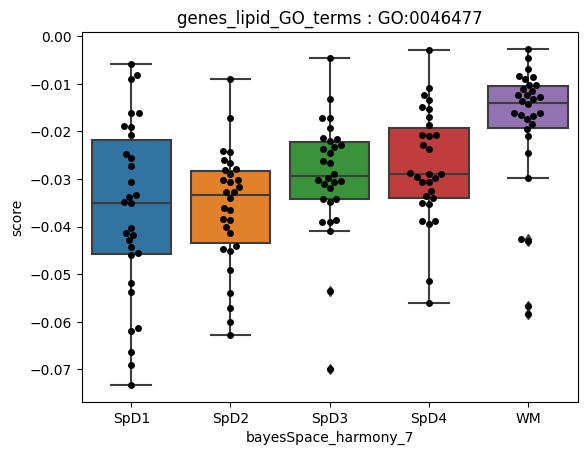 genes_lipid_GO_terms : GO:0046477
0.00
−0.01
−0.02
−0.03
−0.04
−0.05
−0.06
−0.07
score
SpD1 SpD2 SpD3 SpD4 WM
bayesSpace_harmony_7